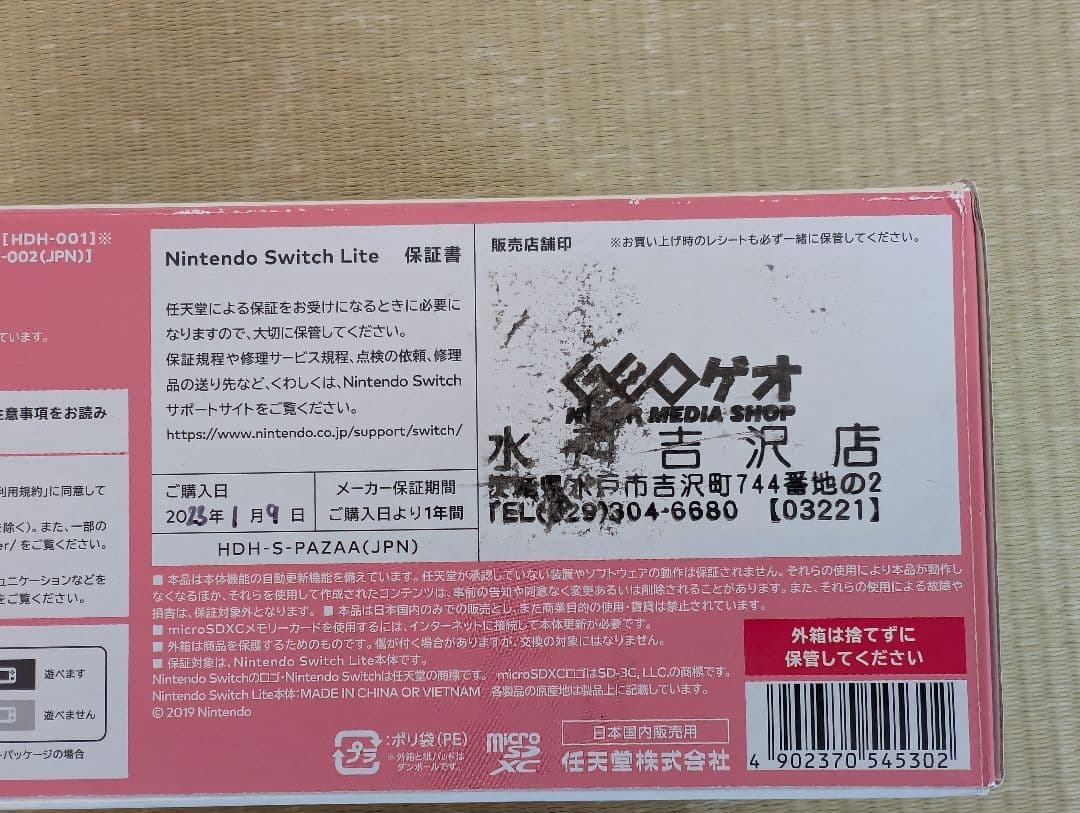 [HDH-001]※
-002(JPN)]
ています。
注意事項をお読み
利用規約」に同意して
を除く)。また、一部の
er/ をご覧ください。
ュニケーションなどを
をご覧ください。
遊べます
遊べません
パッケージの場合
Nintendo Switch Lite 保証書
任天堂による保証をお受けになるときに必要に
なりますので、大切に保管してください。
保証規程や修理サービス規程、点検の依頼、修理
品の送り先など、くわしくは、Nintendo Switch
サポートサイトをご覧ください。
https://www.nintendo.co.jp/support/switch/
ご購入日
2023年 1月 9日
メーカー保証期間
ご購入日より1年間
HDH-S-PAZAA(JPN)
販売店舗印 ※お買い上げ時のレシートも必ず一緒に保管してください。
GEOゲオ
MEDIA SHOP
水 吉沢店
水戸市吉沢町744番地の2
TEL( 29)304-6680 【03221】
■ 本品は本体機能の自動更新機能を備えています。任天堂が承認していない装置やソフトウェアの動作は保証されません。それらの使用により本品が動作し
なくなるほか、それらを使用して作成されたコンテンツは、事前の告知や同意なく変更あるいは削除されることがあります。また、それらの使用による故障や
損害は、保証対象外となります。 ■ 本品は日本国内のみでの販売とし、また商業目的の使用・賃貸は禁止されています。
■ microSDXCメモリーカードを使用するには、インターネットに接続して本体更新が必要です。
■ 外箱は商品を保護するためのものです。傷が付く場合がありますが、交換の対象にはなりません。
■ 保証対象は、Nintendo Switch Lite本体です。
Nintendo Switchのロゴ・Nintendo Switchは任天堂の商標です。 microSDXCロゴはSD-3C, LLC.の商標です。
Nintendo Switch Lite本体:MADE IN CHINA OR VIETNAM 各製品の原産地は製品上に記載しています。
© 2019 Nintendo
外箱は捨てずに
保管してください
プラ
:ポリ袋(PE)
※外箱と紙パッドは
ダンボールです。
micro
SD
XC
日本国内販売用
任天堂株式会社
4 902370 545302